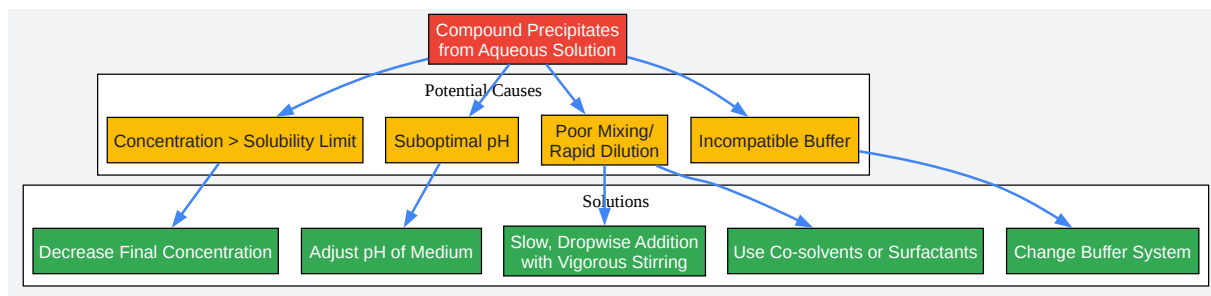 Compound Precipitates
from Aqueous Solution
Potential Causes
Concentration > Solubility Limit
Suboptimal pH
Poor Mixing/
Rapid Dilution
Incompatible Buffer
Solutions
Decrease Final Concentration
Adjust pH of Medium
Slow, Dropwise Addition
with Vigorous Stirring
Use Co-solvents or Surfactants
Change Buffer System